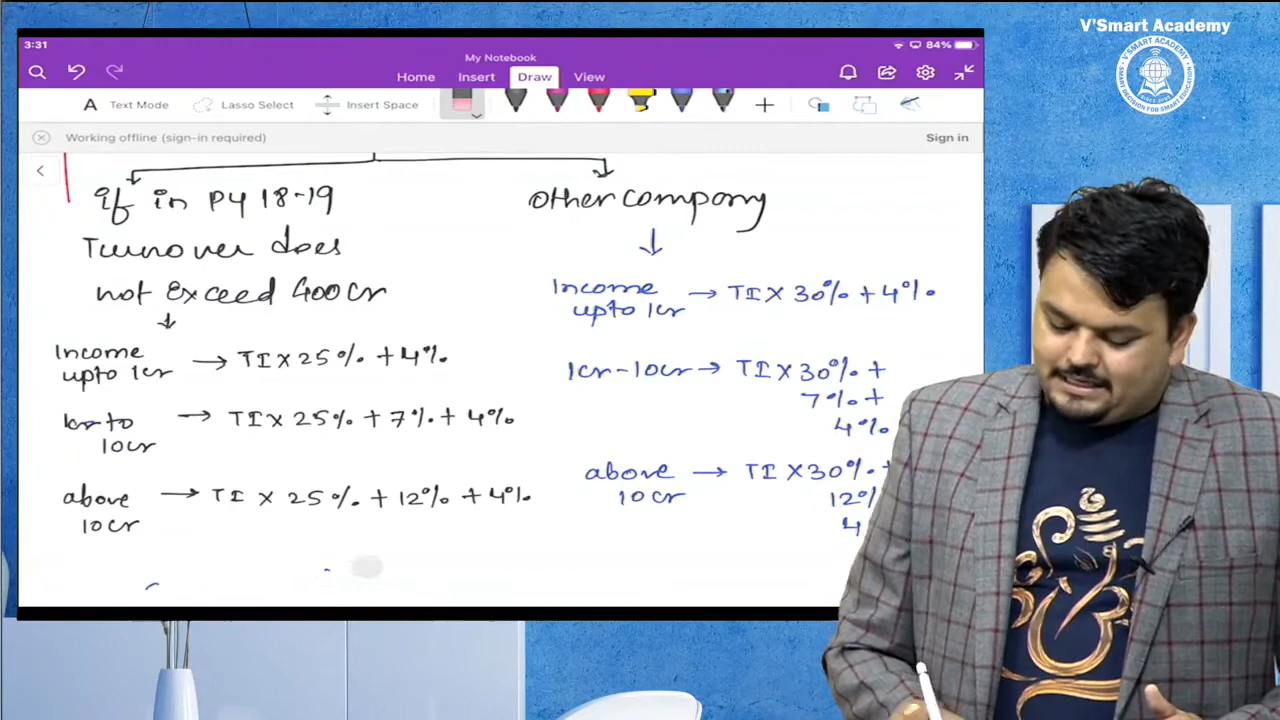 V'Smart Academy
3:31
84%
My Notebook
Home Insert Draw View
A Text Mode Lasso Select Insert Space
Working offline (sign-in required) Sign in
if in PY 18-19
Turnover does
not Exceed 400cr
Income upto 1cr → TI X 25% + 4%
1cr to 10cr → TI X 25% + 7% + 4%
above 10cr → TI X 25% + 12% + 4%
other company
Income upto 1cr → TI X 30% + 4%
1cr - 10cr → TI X 30% +
7% +
4%
above 10cr → TI X 30% +
12%
4